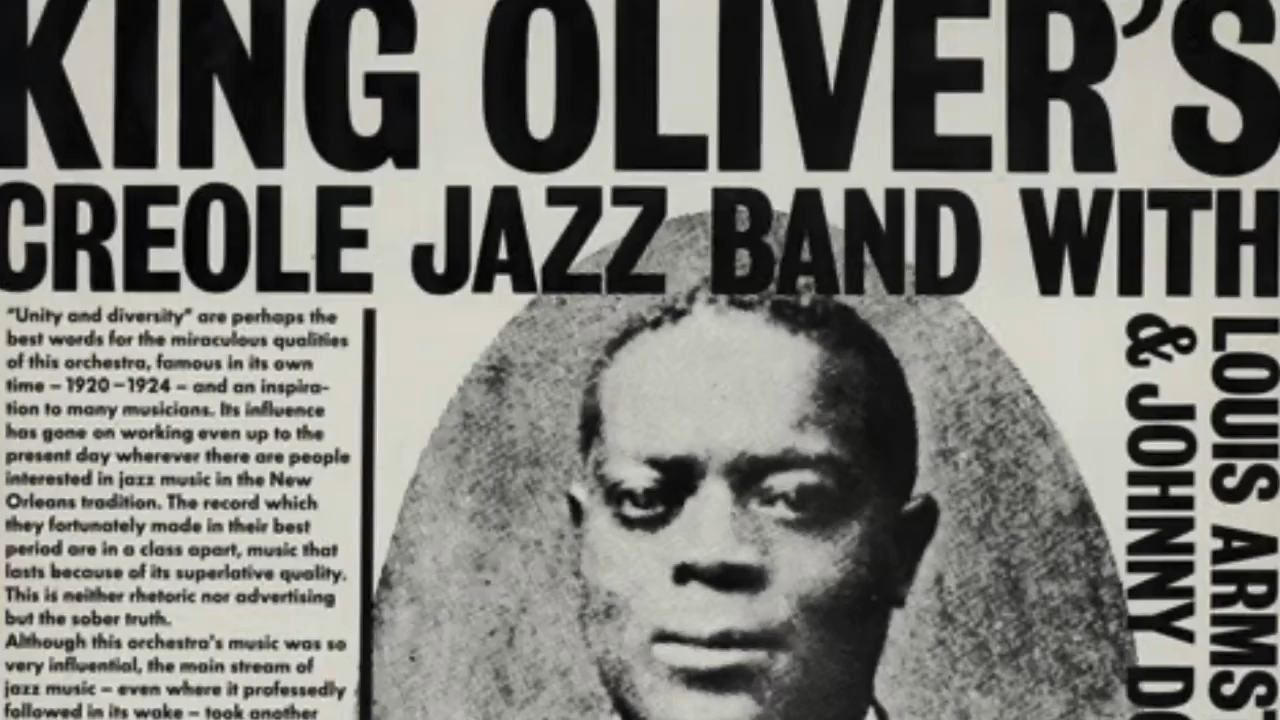 KING OLIVER'S
CREOLE JAZZ BAND WITH
LOUIS
& JOHNNY
"Unity and diversity" are perhaps the
best words for the miraculous qualities
of this orchestra, famous in its own
time – 1920–1924 – and an inspira-
tion to many musicians. Its influence
has gone on working even up to the
present day wherever there are people
interested in jazz music in the New
Orleans tradition. The record which
they fortunately made in their best
period are in a class apart, music that
lasts because of its superlative quality.
This is neither rhetoric nor advertising
but the sober truth.
Although this orchestra's music was so
very influential, the main stream of
jazz music – even where it professedly
followed in its wake – took another